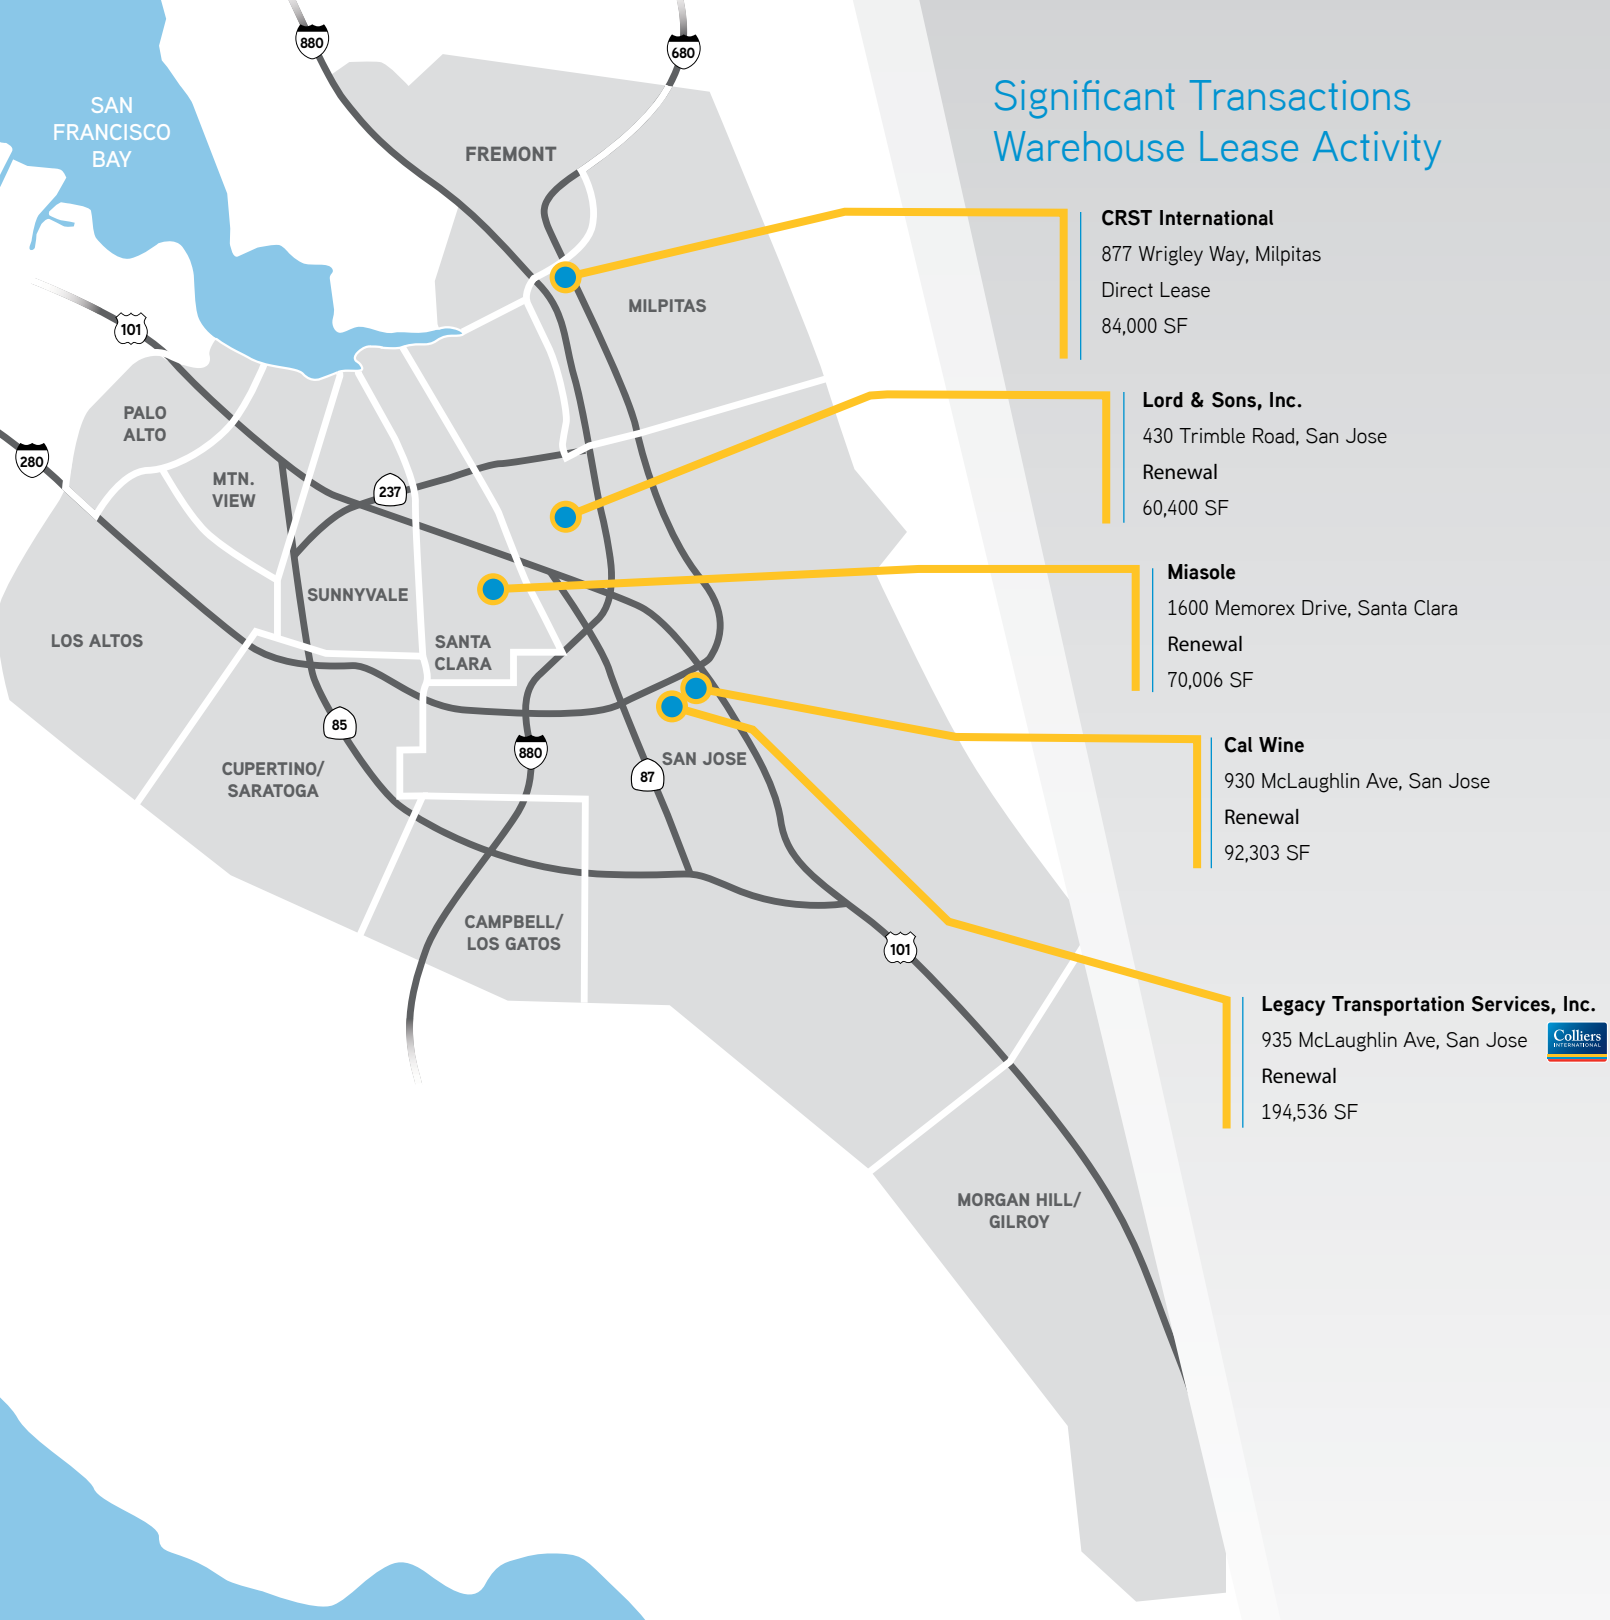 880
680
SAN
FRANCISCO
BAY
Significant Transactions
Warehouse Lease Activity
FREMONT
CRST International
877 Wrigley Way, Milpitas
Direct Lease
84,000 SF
MILPITAS
101
PALO
ALTO
Lord & Sons, Inc.
430 Trimble Road, San Jose
Renewal
60,400 SF
280
MTN.
VIEW
237
Miasole
1600 Memorex Drive, Santa Clara
Renewal
70,006 SF
SUNNYVALE
LOS ALTOS
SANTA
CLARA
85
880
87
SAN JOSE
Cal Wine
930 McLaughlin Ave, San Jose
Renewal
92,303 SF
CUPERTINO/
SARATOGA
CAMPBELL/
LOS GATOS
101
Legacy Transportation Services, Inc.
935 McLaughlin Ave, San Jose
Colliers
INTERNATIONAL
Renewal
194,536 SF
MORGAN HILL/
GILROY